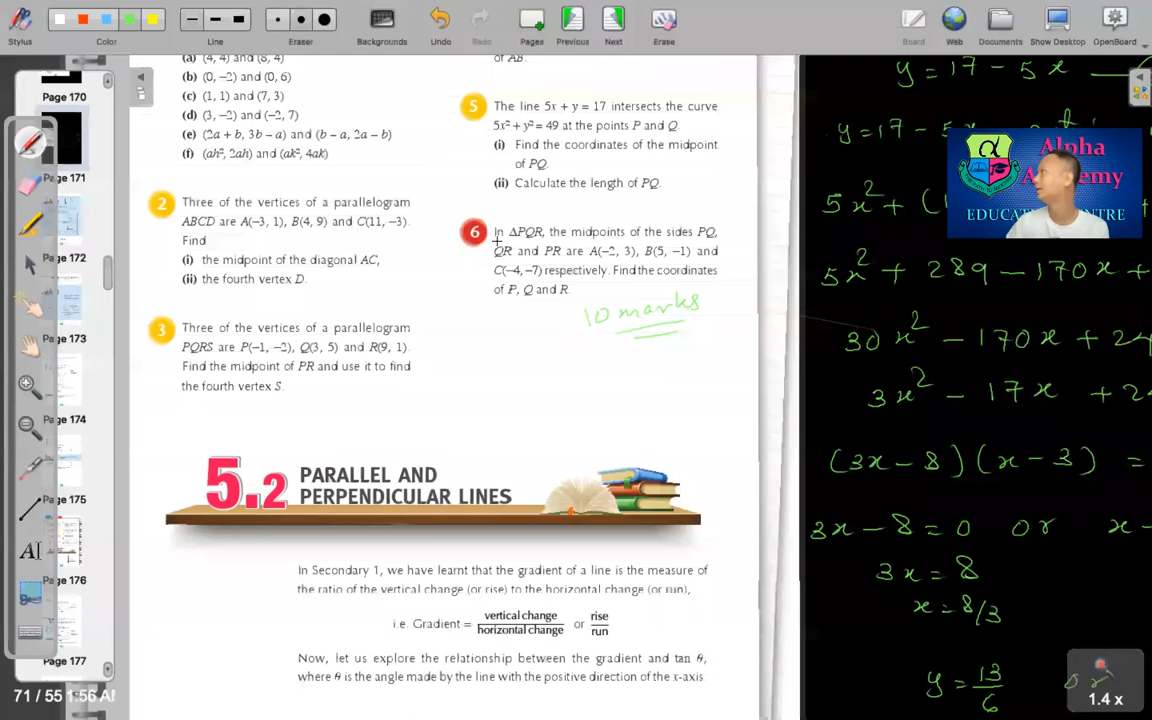 Stylus
Color
Line
Eraser
Backgrounds
Undo
Redo
Pages
Previous
Next
Erase
Board
Web
Documents
Show Desktop
OpenBoard
Page 170
171
172
Page 173
Page 174
Page 175
Page 176
Page 177
(a) (4, 4) and (8, 4)
(b) (0, −2) and (0, 6)
(c) (1, 1) and (7, 3)
(d) (3, −2) and (−2, 7)
(e) (2a + b, 3b − a) and (b − a, 2a − b)
(f) (ah², 2ah) and (ak², 4ak)
2 Three of the vertices of a parallelogram
ABCD are A(−3, 1), B(4, 9) and C(11, −3).
Find
(i) the midpoint of the diagonal AC,
(ii) the fourth vertex D.
3 Three of the vertices of a parallelogram
PQRS are P(−1, −2), Q(3, 5) and R(9, 1).
Find the midpoint of PR and use it to find
the fourth vertex S.
of AB.
5 The line 5x + y = 17 intersects the curve
5x² + y² = 49 at the points P and Q.
(i) Find the coordinates of the midpoint
of PQ.
(ii) Calculate the length of PQ.
6 In ΔPQR, the midpoints of the sides PQ,
QR and PR are A(−2, 3), B(5, −1) and
C(−4, −7) respectively. Find the coordinates
of P, Q and R.
10 marks
5.2 PARALLEL AND
PERPENDICULAR LINES
In Secondary 1, we have learnt that the gradient of a line is the measure of
the ratio of the vertical change (or rise) to the horizontal change (or run),
i.e. Gradient = vertical change / horizontal change or rise / run
Now, let us explore the relationship between the gradient and tan θ,
where θ is the angle made by the line with the positive direction of the x-axis.
y = 17 − 5x
y = 17 − 5x
5x² + (1
5x² + 289 − 170x +
30x² − 170x + 24
3x² − 17x + 2
(3x − 8)(x − 3) =
3x − 8 = 0 or x −
3x = 8
x = 8/3
y = 13/6 or
Alpha
Academy
EDUCATION CENTRE
71 / 55 1:56 AM
1.4 x